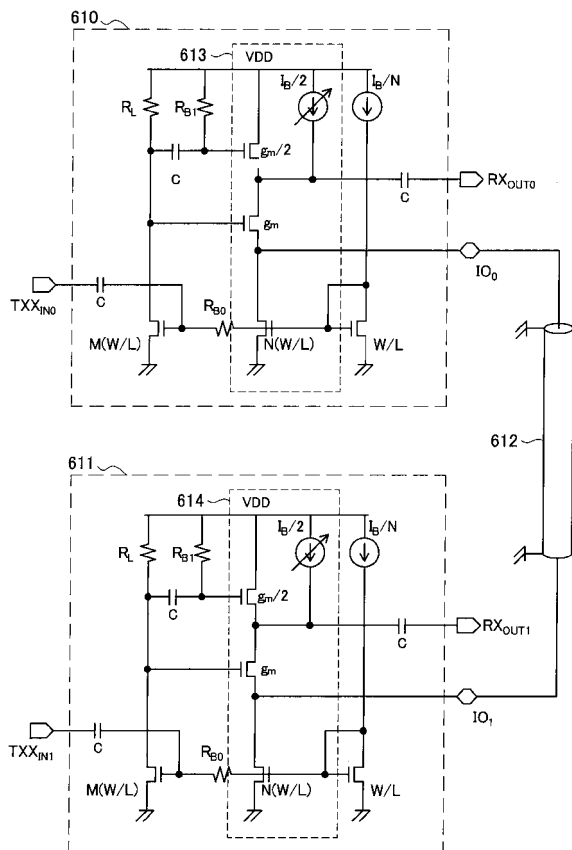 610
613
VDD
I_B/2
I_B/N
R_L
R_B1
C
g_m/2
C
RX_OUT0
g_m
IO_0
TXX_IN0
C
R_B0
M(W/L)
N(W/L)
W/L
612
611
614
VDD
I_B/2
I_B/N
R_L
R_B1
C
g_m/2
C
RX_OUT1
g_m
IO_1
TXX_IN1
C
R_B0
M(W/L)
N(W/L)
W/L